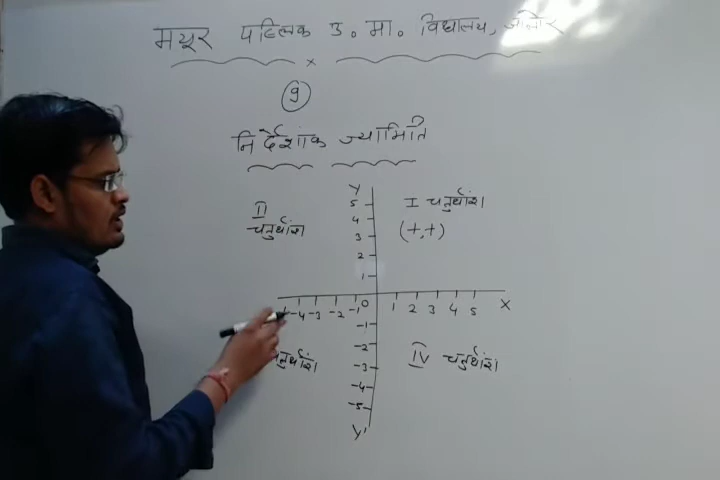 मयूर पब्लिक उ. मा. विद्यालय, जालोर
9
निर्देशांक ज्यामिति
II
चतुर्थांश
Y
I चतुर्थांश
(+,+)
5
4
3
2
1
-4 -3 -2 -1 0 1 2 3 4 5 X
-1
-2
-3
-4
-5
Y'
चतुर्थांश
IV चतुर्थांश